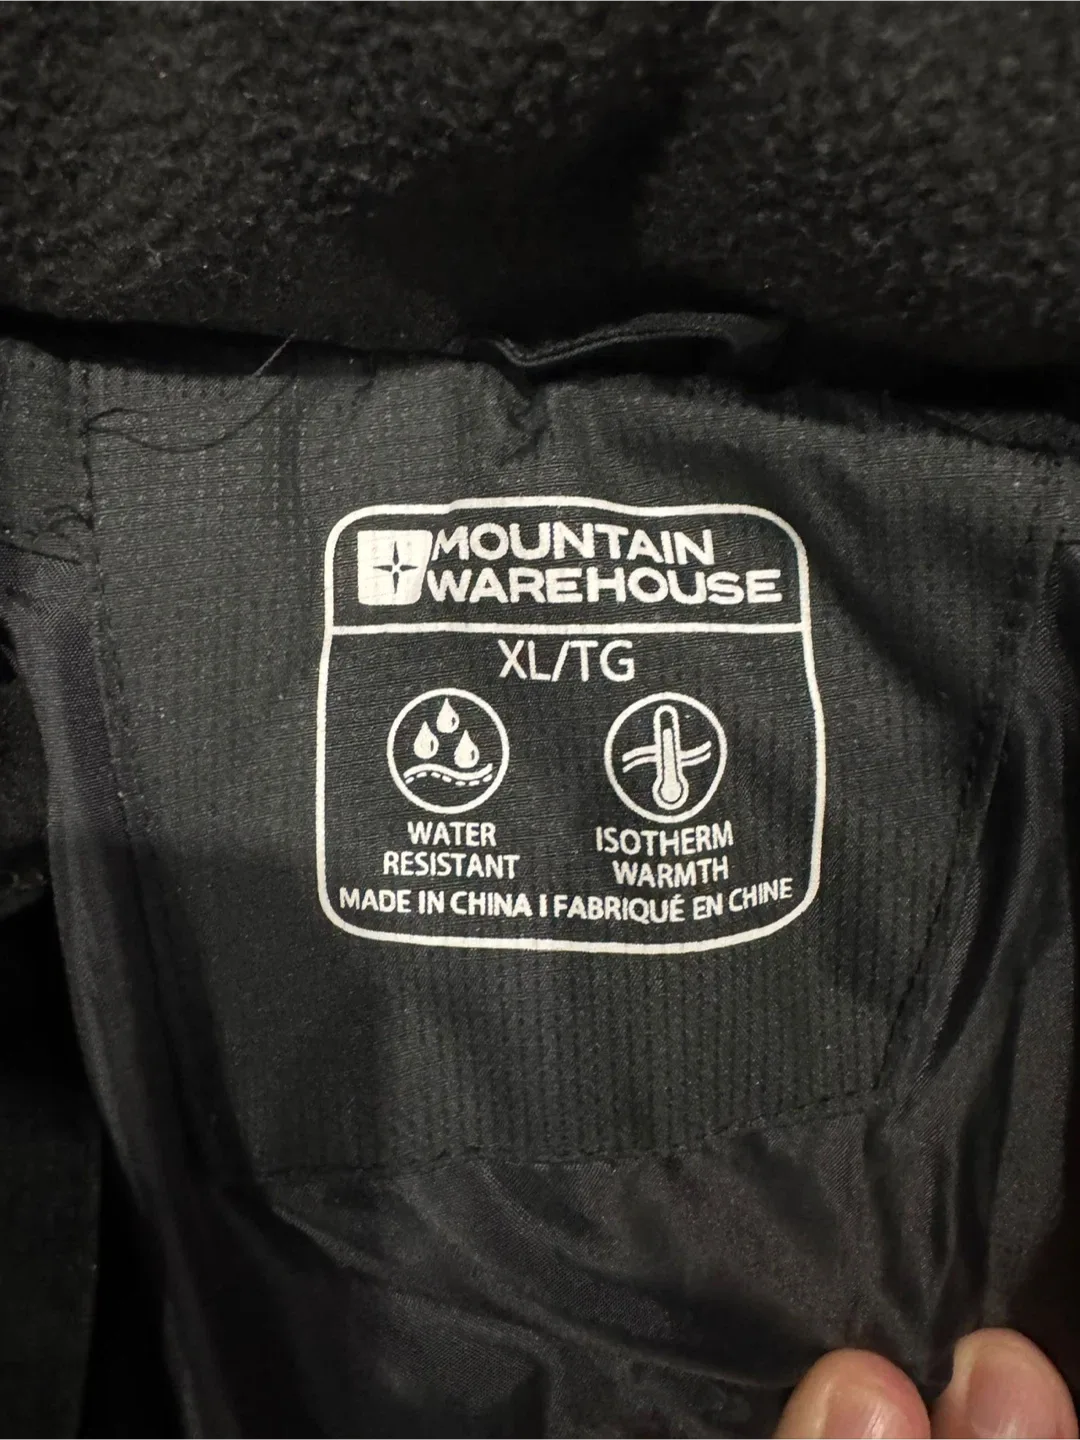 MOUNTAIN
WAREHOUSE
XL/TG
WATER
RESISTANT
ISOTHERM
WARMTH
MADE IN CHINA I FABRIQUÉ EN CHINE